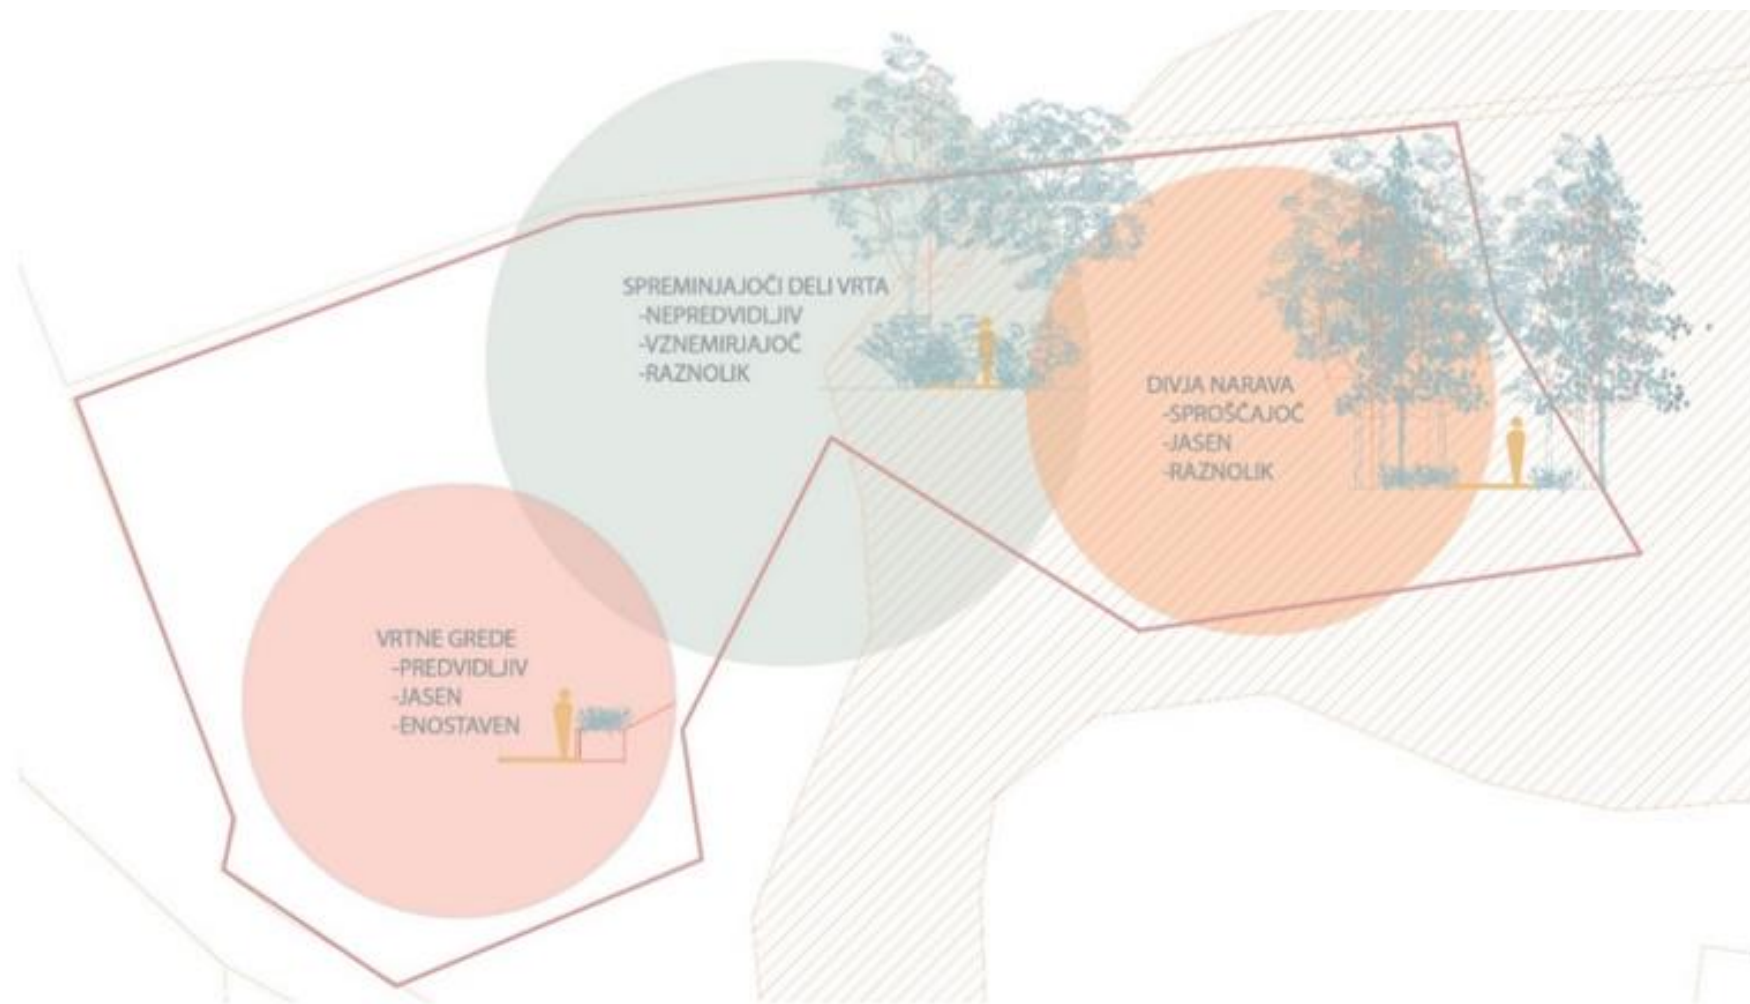 SPREMINJAJOČI DELI VRTA
-NEPREDVIDLJIV
-VZNEMIRJAJOČ
-RAZNOLIK
DIVJA NARAVA
-SPROŠČAJOČ
-JASEN
-RAZNOLIK
VRTNE GREDE
-PREDVIDLJIV
-JASEN
-ENOSTAVEN